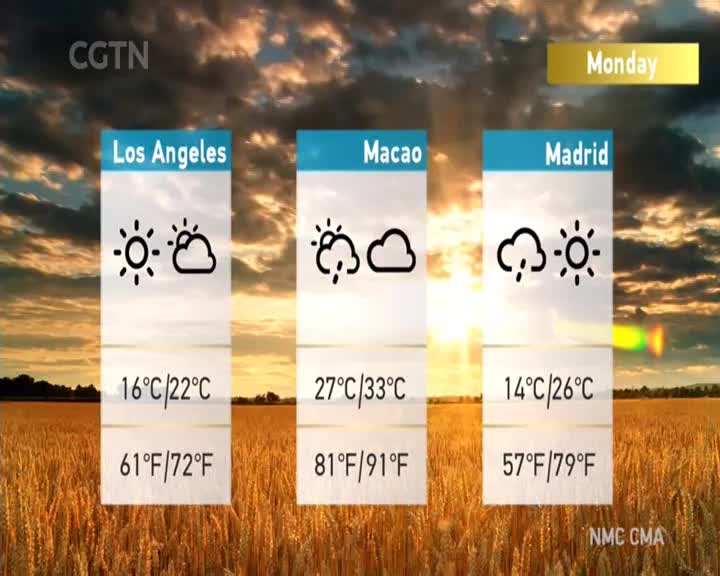 CGTN
Monday
Los Angeles
16°C/22°C
61°F/72°F
Macao
27°C/33°C
81°F/91°F
Madrid
14°C/26°C
57°F/79°F
NMC CMA